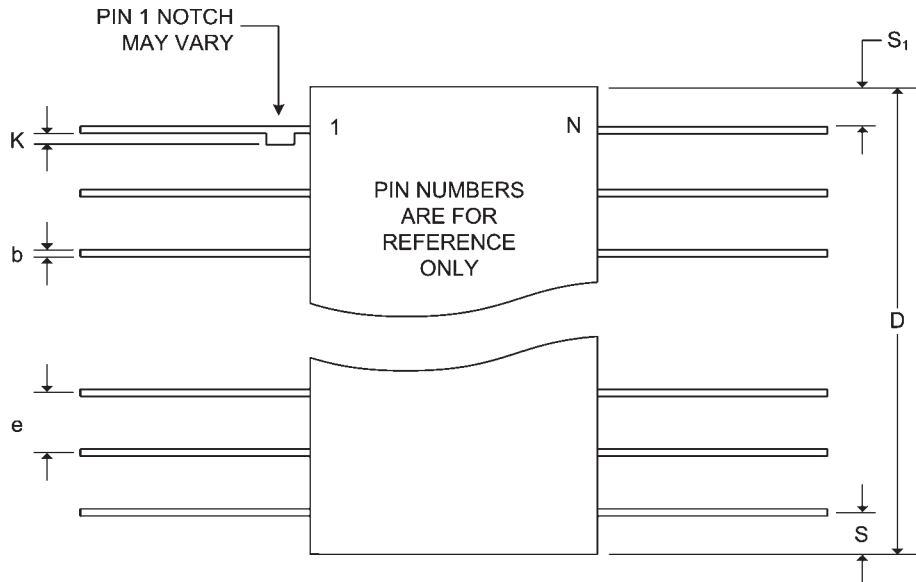 PIN 1 NOTCH
MAY VARY
S₁
K
1
N
PIN NUMBERS
ARE FOR
REFERENCE
ONLY
b
D
e
S